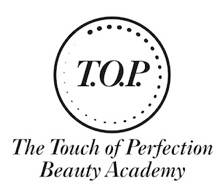 T.O.P.
The Touch of Perfection
Beauty Academy